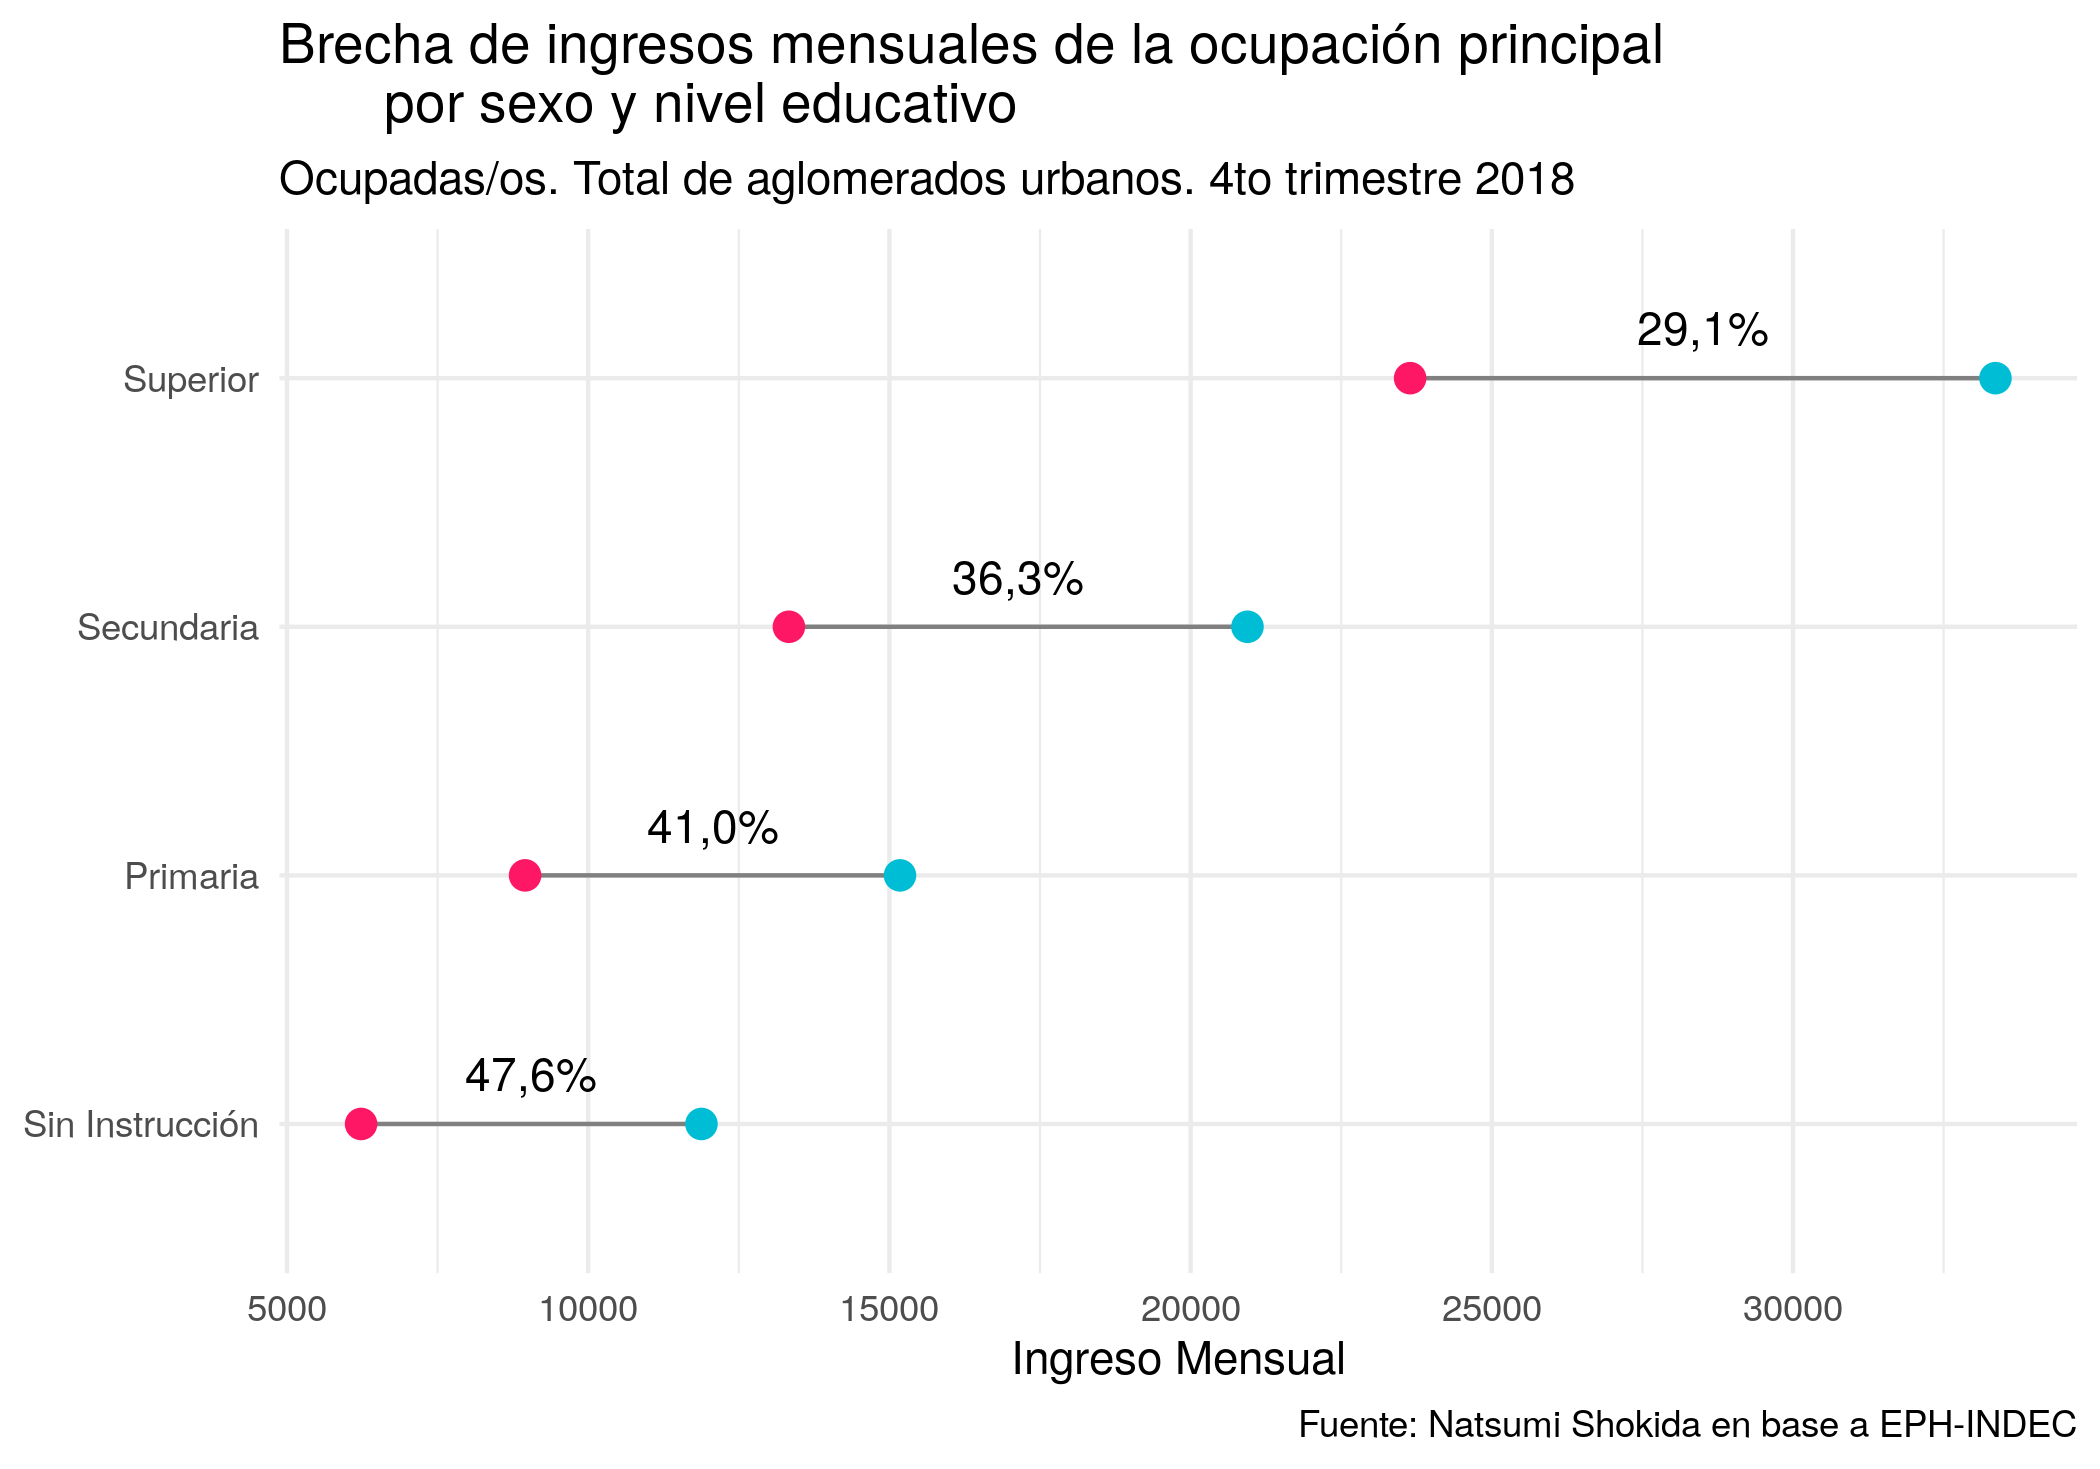 Brecha de ingresos mensuales de la ocupación principal
por sexo y nivel educativo
Ocupadas/os. Total de aglomerados urbanos. 4to trimestre 2018
29,1%
Superior
36,3%
Secundaria
41,0%
Primaria
47,6%
Sin Instrucción
5000 10000 15000 20000 25000 30000
Ingreso Mensual
Fuente: Natsumi Shokida en base a EPH-INDEC